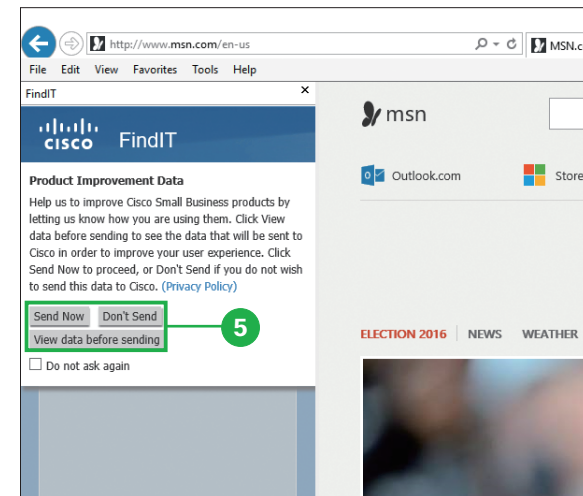 http://www.msn.com/en-us
MSN.c
File Edit View Favorites Tools Help
FindIT x
cisco FindIT
Product Improvement Data
Help us to improve Cisco Small Business products by
letting us know how you are using them. Click View
data before sending to see the data that will be sent to
Cisco in order to improve your user experience. Click
Send Now to proceed, or Don't Send if you do not wish
to send this data to Cisco. (Privacy Policy)
Send Now Don't Send
View data before sending
5
Do not ask again
msn
Outlook.com Store
ELECTION 2016 NEWS WEATHER